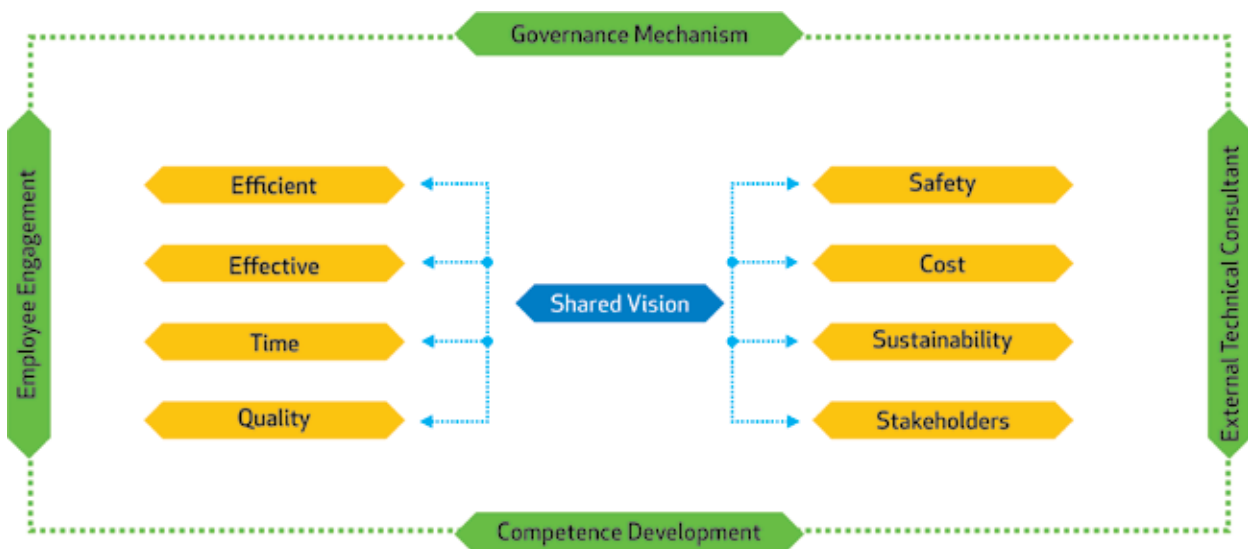 Governance Mechanism
Employee Engagement
Efficient
Effective
Time
Quality
Shared Vision
Safety
Cost
Sustainability
Stakeholders
External Technical Consultant
Competence Development